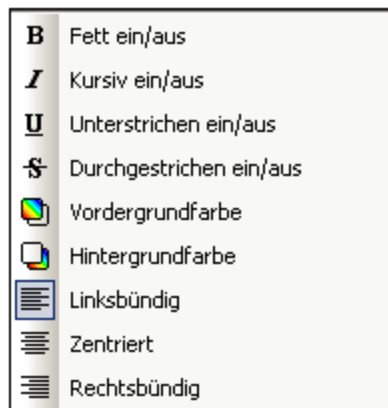 B Fett ein/aus
I Kursiv ein/aus
U Unterstrichen ein/aus
S Durchgestrichen ein/aus
Vordergrundfarbe
Hintergrundfarbe
Linksbündig
Zentriert
Rechtsbündig